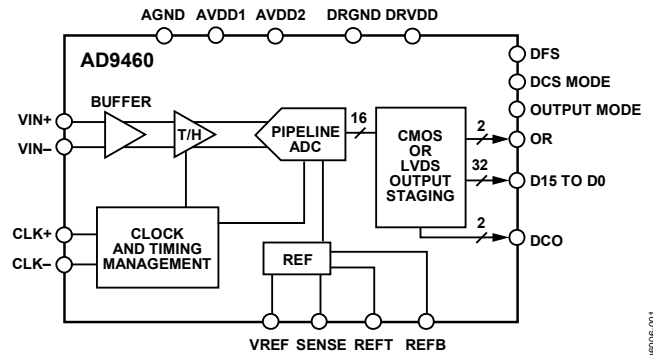 AGND AVDD1 AVDD2 DRGND DRVDD
AD9460
DFS
DCS MODE
OUTPUT MODE
OR
D15 TO D0
DCO
BUFFER
VIN+
VIN–
T/H
PIPELINE
ADC
16
CMOS
OR
LVDS
OUTPUT
STAGING
2
32
2
CLK+
CLK–
CLOCK
AND TIMING
MANAGEMENT
REF
VREF SENSE REFT REFB